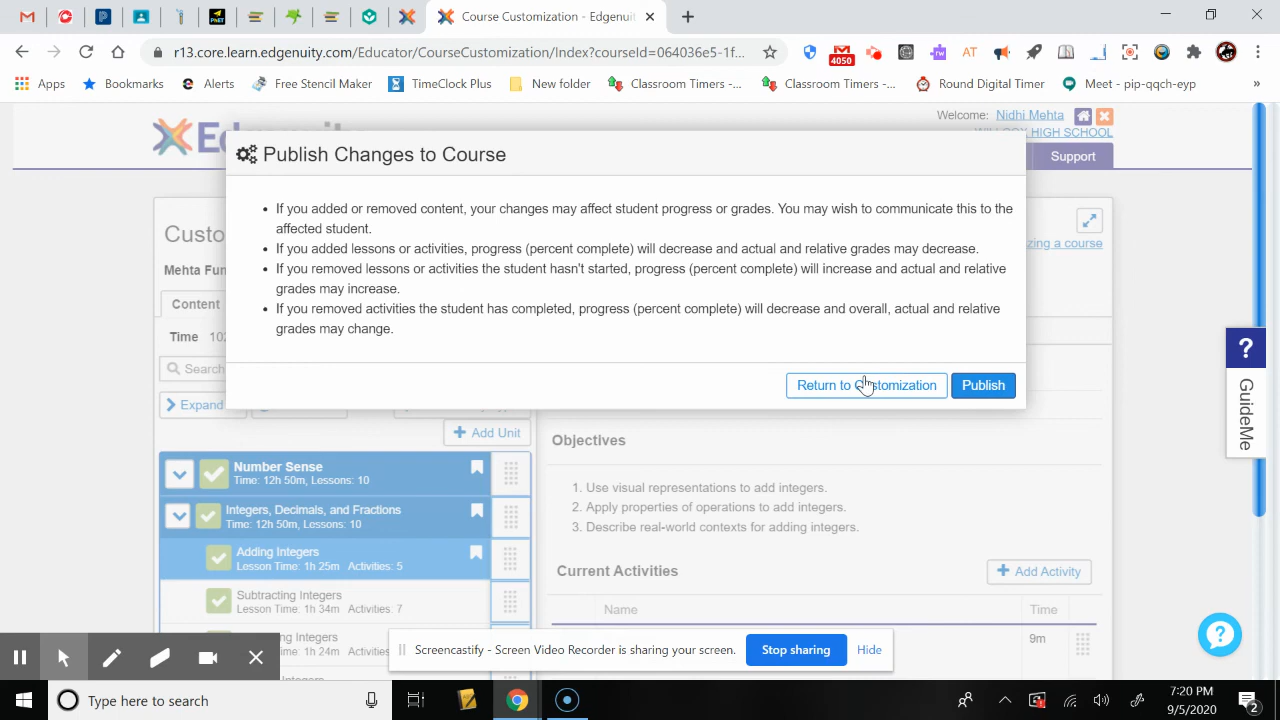 Course Customization - Edgenuit
r13.core.learn.edgenuity.com/Educator/CourseCustomization/Index?courseId=064036e5-1f...
4050
AT
rw
Apps
Bookmarks
Alerts
Free Stencil Maker
TimeClock Plus
New folder
Classroom Timers -...
Classroom Timers -...
Round Digital Timer
Meet - pip-qqch-eyp
»
Welcome: Nidhi Mehta
HIGH SCHOOL
Support
Publish Changes to Course
• If you added or removed content, your changes may affect student progress or grades. You may wish to communicate this to the
affected student.
• If you added lessons or activities, progress (percent complete) will decrease and actual and relative grades may decrease.
• If you removed lessons or activities the student hasn't started, progress (percent complete) will increase and actual and relative
grades may increase.
• If you removed activities the student has completed, progress (percent complete) will decrease and overall, actual and relative
grades may change.
Return to Customization
Publish
zing a course
Custo
Mehta Fun
Content
Time 102
Search
Expand
+ Add Unit
Number Sense
Time: 12h 50m, Lessons: 10
Integers, Decimals, and Fractions
Time: 12h 50m, Lessons: 10
Adding Integers
Lesson Time: 1h 25m Activities: 5
Subtracting Integers
Lesson Time: 1h 34m Activities: 7
ng Integers
1h 24m Activities:
Objectives
1. Use visual representations to add integers.
2. Apply properties of operations to add integers.
3. Describe real-world contexts for adding integers.
Current Activities
+ Add Activity
Name
Time
9m
?
GuideMe
Screencastify - Screen Video Recorder is sharing your screen.
Stop sharing
Hide
Type here to search
7:20 PM
9/5/2020
2